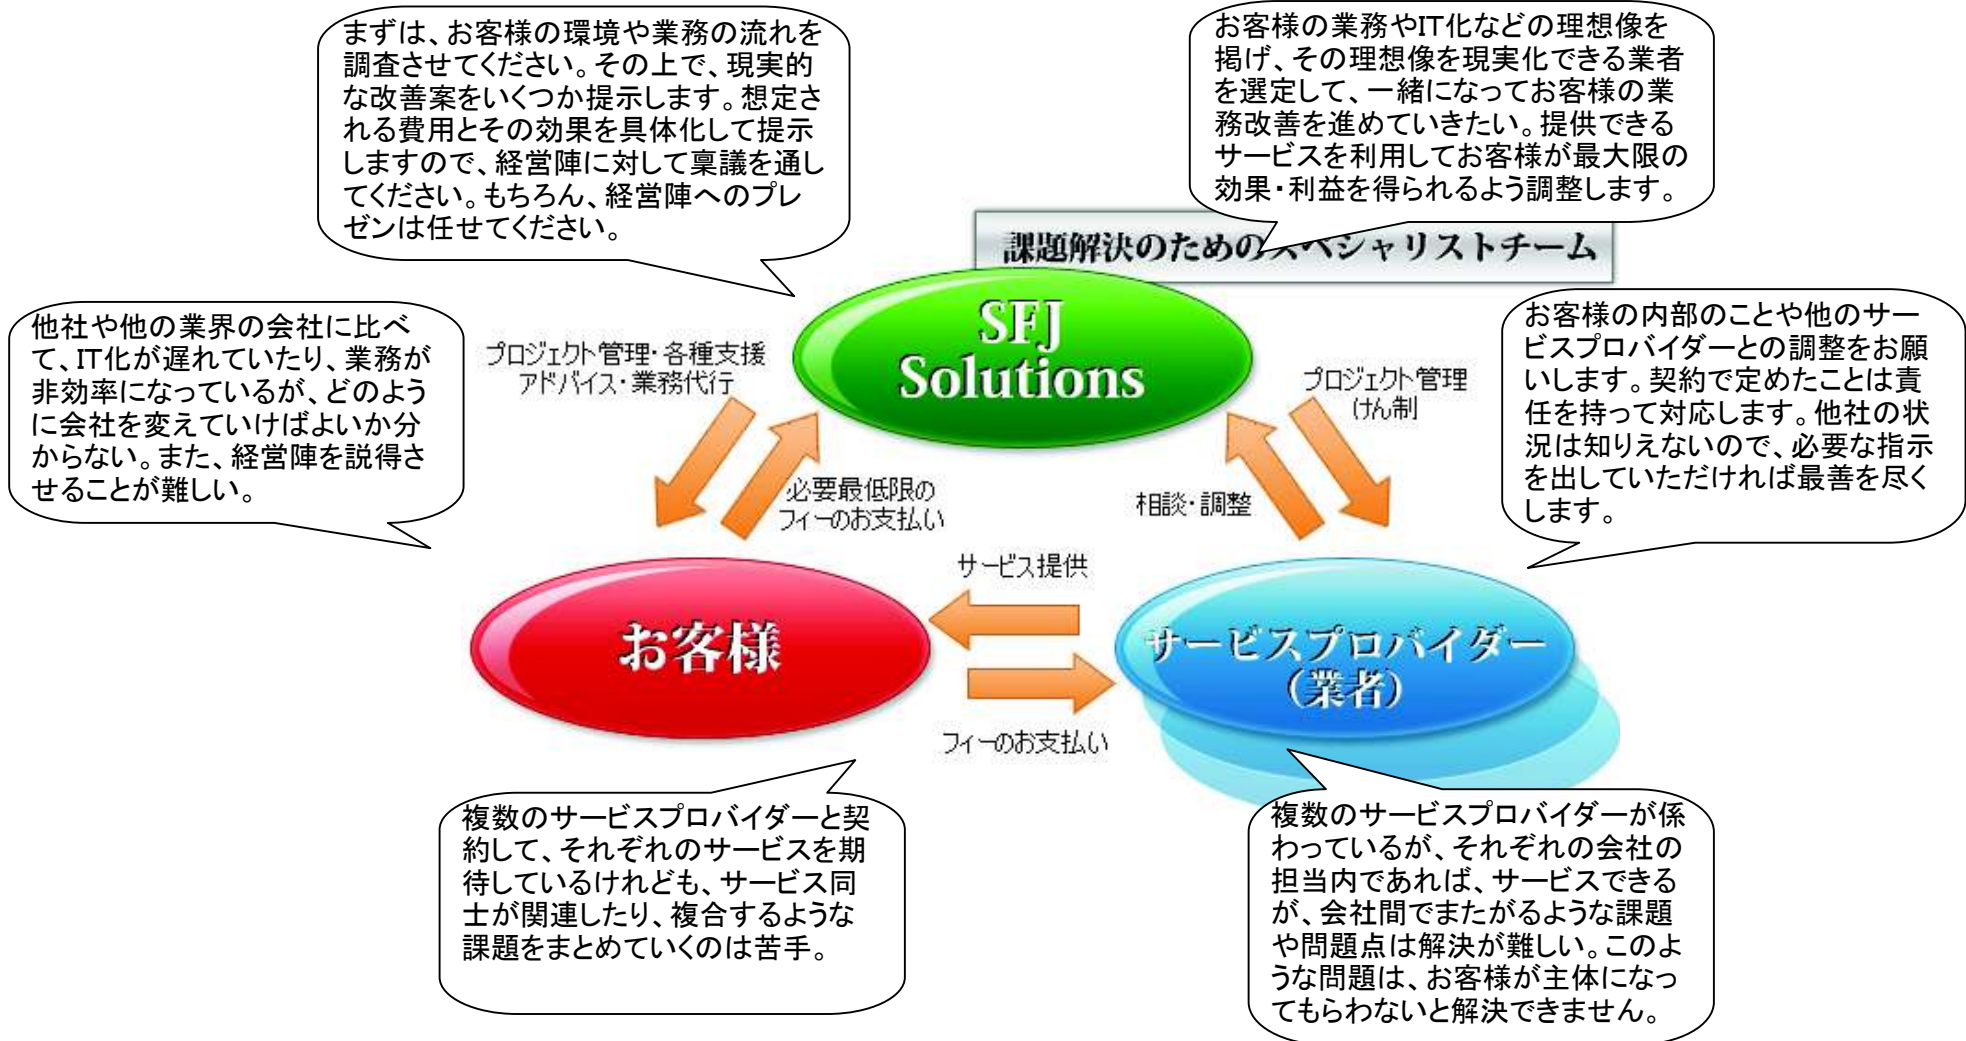 まずは、お客様の環境や業務の流れを
調査させてください。その上で、現実的
な改善案をいくつか提示します。想定さ
れる費用とその効果を具体化して提示
しますので、経営陣に対して稟議を通し
てください。もちろん、経営陣へのプレ
ゼンは任せてください。
お客様の業務やIT化などの理想像を
掲げ、その理想像を現実化できる業者
を選定して、一緒になってお客様の業
務改善を進めていきたい。提供できる
サービスを利用してお客様が最大限の
効果・利益を得られるよう調整します。
課題解決のためのスペシャリストチーム
SFJ
Solutions
他社や他の業界の会社に比べ
て、IT化が遅れていたり、業務が
非効率になっているが、どのよう
に会社を変えていけばよいか分
からない。また、経営陣を説得さ
せることが難しい。
プロジェクト管理・各種支援
アドバイス・業務代行
プロジェクト管理
けん制
お客様の内部のことや他のサー
ビスプロバイダーとの調整をお願
いします。契約で定めたことは責
任を持って対応します。他社の状
況は知りえないので、必要な指示
を出していただければ最善を尽く
します。
必要最低限の
フィーのお支払い
相談・調整
サービス提供
お客様
サービスプロバイダー
(業者)
フィーのお支払い
複数のサービスプロバイダーと契
約して、それぞれのサービスを期
待しているけれども、サービス同
士が関連したり、複合するような
課題をまとめていくのは苦手。
複数のサービスプロバイダーが係
わっているが、それぞれの会社の
担当内であれば、サービスできる
が、会社間でまたがるような課題
や問題点は解決が難しい。このよ
うな問題は、お客様が主体になっ
てもらわないと解決できません。